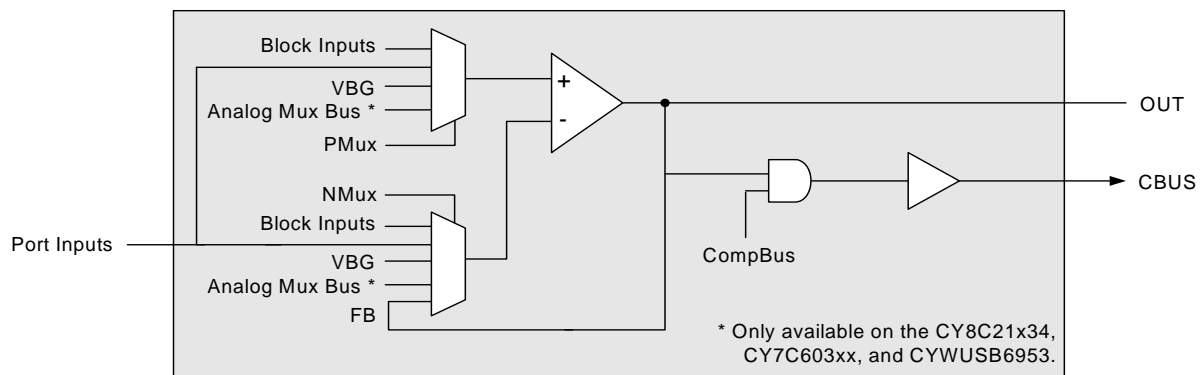 Block Inputs
VBG
Analog Mux Bus *
PMux
+
-
OUT
NMux
Block Inputs
Port Inputs
VBG
Analog Mux Bus *
FB
CompBus
CBUS
* Only available on the CY8C21x34,
CY7C603xx, and CYWUSB6953.